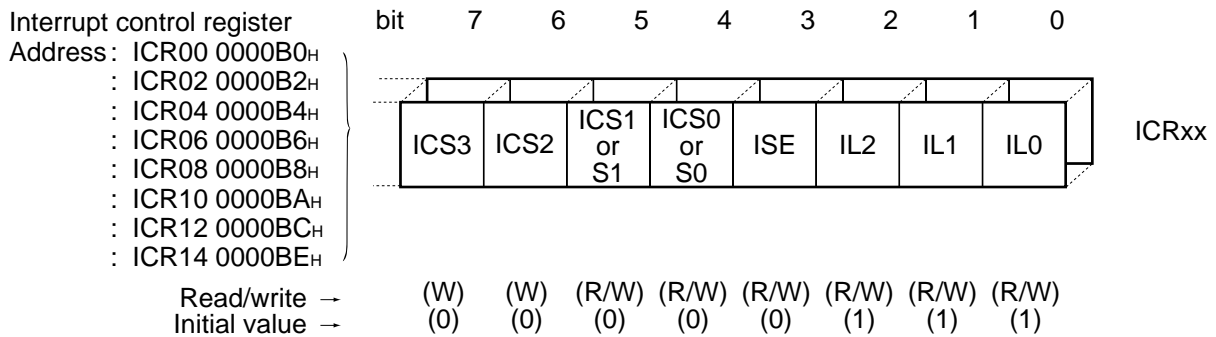 Interrupt control register bit 7 6 5 4 3 2 1 0
Address : ICR00 0000B0H
: ICR02 0000B2H
: ICR04 0000B4H
: ICR06 0000B6H
: ICR08 0000B8H
: ICR10 0000BAH
: ICR12 0000BCH
: ICR14 0000BEH
ICS3 ICS2 ICS1 or S1 ICS0 or S0 ISE IL2 IL1 IL0 ICRxx
Read/write → (W) (W) (R/W) (R/W) (R/W) (R/W) (R/W) (R/W)
Initial value → (0) (0) (0) (0) (0) (1) (1) (1)